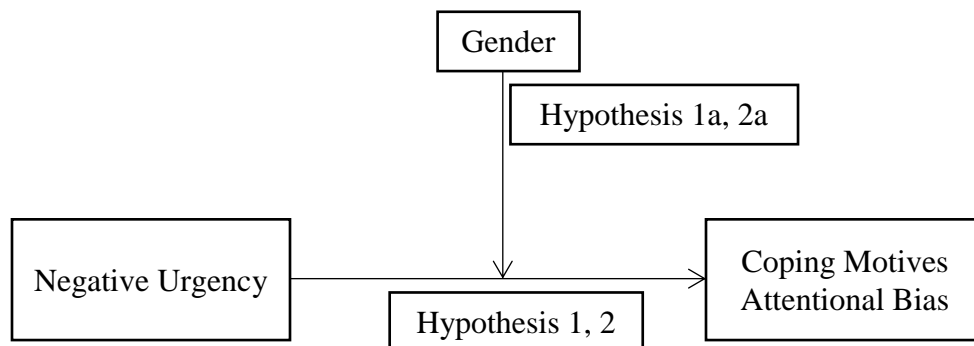 Gender
Hypothesis 1a, 2a
Negative Urgency
Coping Motives
Attentional Bias
Hypothesis 1, 2